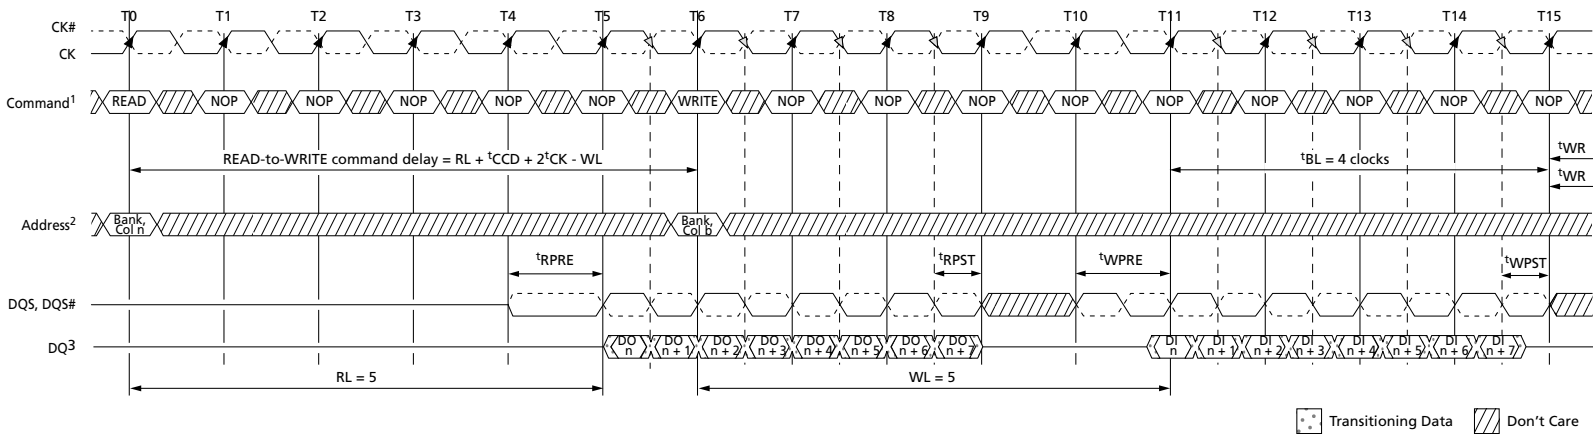 T0 T1 T2 T3 T4 T5 T6 T7 T8 T9 T10 T11 T12 T13 T14 T15
CK#
CK
Command1 READ NOP NOP NOP NOP NOP WRITE NOP NOP NOP NOP NOP NOP NOP NOP NOP
READ-to-WRITE command delay = RL + tCCD + 2tCK - WL tBL = 4 clocks tWR
tWR
Address2 Bank, Col n Bank, Col b
tRPRE tRPST tWPRE tWPST
DQS, DQS#
DQ3 DO n DO n + 1 DO n + 2 DO n + 3 DO n + 4 DO n + 5 DO n + 6 DO n + 7 DI n DI n + 1 DI n + 2 DI n + 3 DI n + 4 DI n + 5 DI n + 6 DI n + 7
RL = 5 WL = 5
Transitioning Data Don't Care